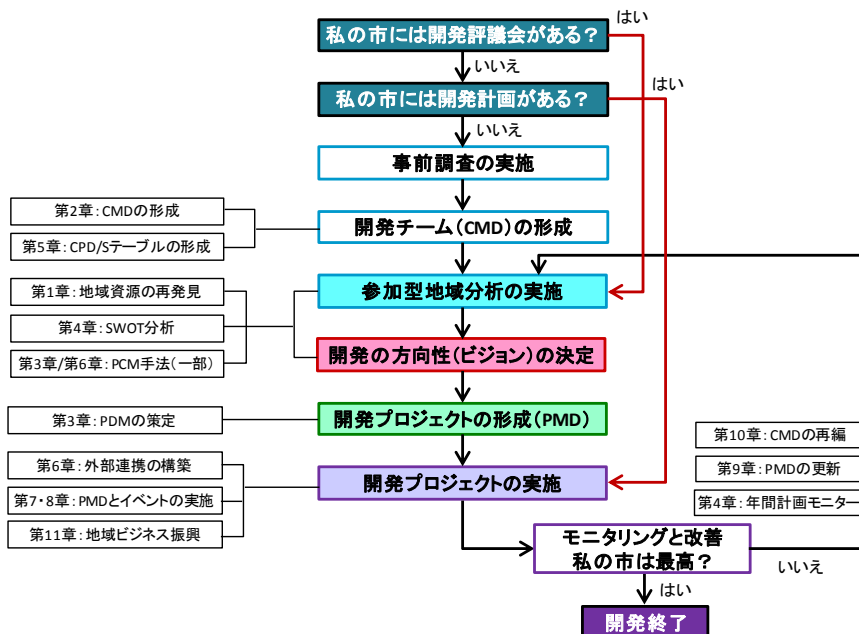 私の市には開発評議会がある？
はい
いいえ
私の市には開発計画がある？
はい
いいえ
事前調査の実施
第2章：CMDの形成
開発チーム（CMD）の形成
第5章：CPD/Sテーブルの形成
第1章：地域資源の再発見
参加型地域分析の実施
第4章：SWOT分析
開発の方向性（ビジョン）の決定
第3章/第6章：PCM手法（一部）
第3章：PDMの策定
開発プロジェクトの形成（PMD）
第10章：CMDの再編
第6章：外部連携の構築
第9章：PMDの更新
開発プロジェクトの実施
第7・8章：PMDとイベントの実施
第4章：年間計画モニター
第11章：地域ビジネス振興
モニタリングと改善
私の市は最高？
いいえ
はい
開発終了